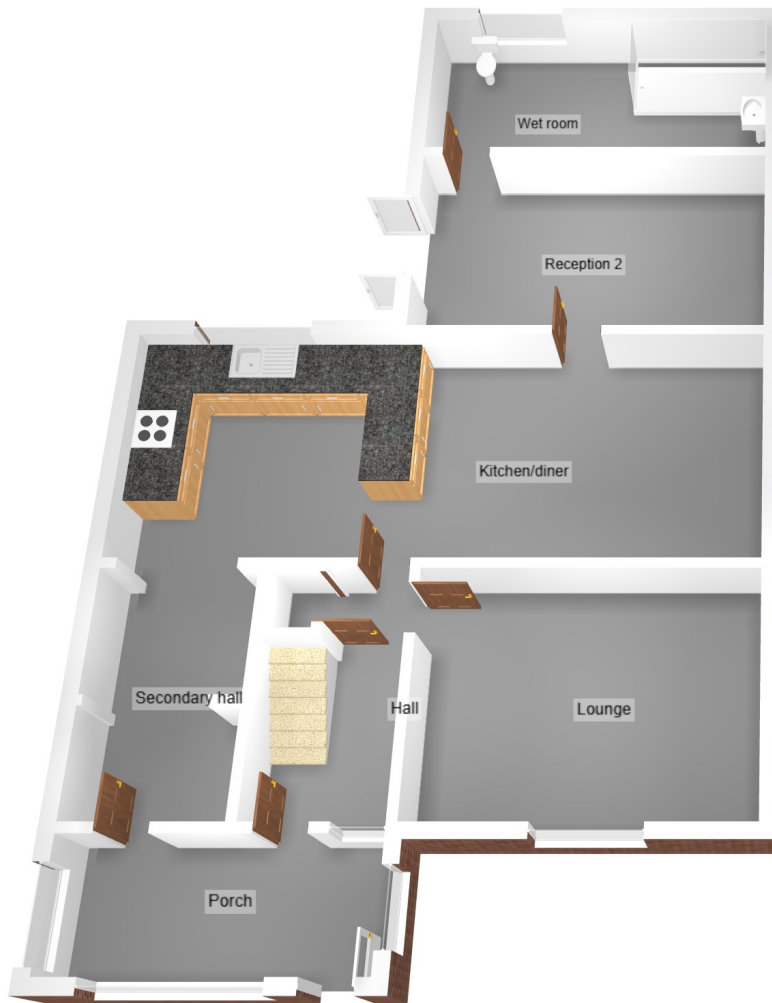 Wet room
Reception 2
Kitchen/diner
Secondary hall
Hall
Lounge
Porch